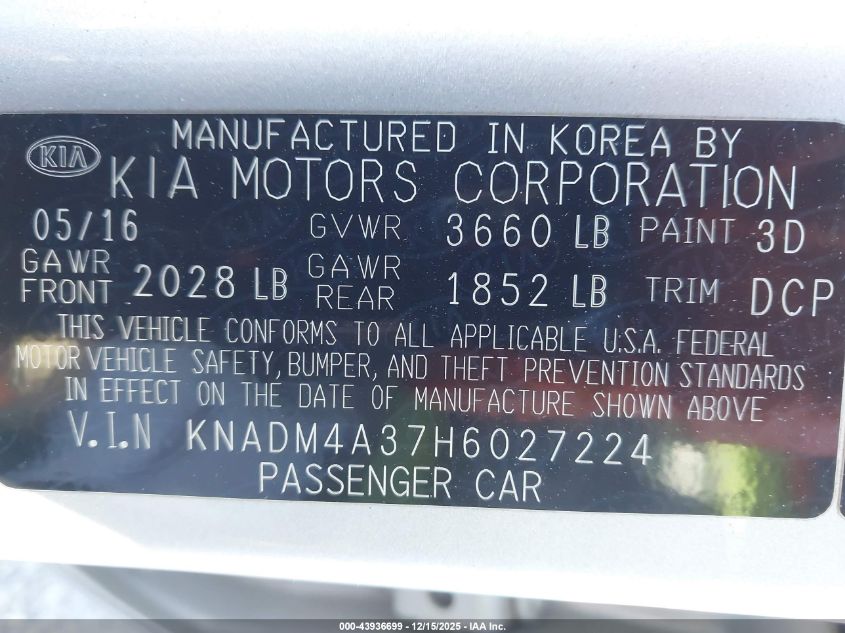 MANUFACTURED IN KOREA BY
KIA KIA MOTORS CORPORATION
05/16 GVWR 3660 LB PAINT 3D
GAWR FRONT 2028 LB GAWR REAR 1852 LB TRIM DCP
THIS VEHICLE CONFORMS TO ALL APPLICABLE U.S.A. FEDERAL
MOTOR VEHICLE SAFETY, BUMPER, AND THEFT PREVENTION STANDARDS
IN EFFECT ON THE DATE OF MANUFACTURE SHOWN ABOVE
V.I.N KNADM4A37H6027224
PASSENGER CAR
000-43936699 - 12/15/2025 - IAA Inc.